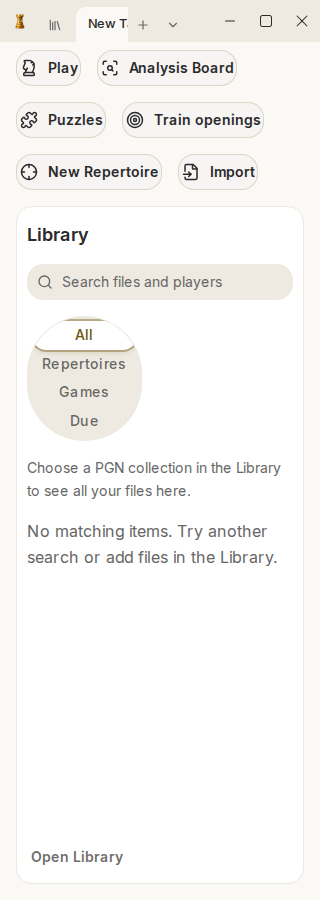 New T
Play
Analysis Board
Puzzles
Train openings
New Repertoire
Import
Library
Search files and players
All
Repertoires
Games
Due
Choose a PGN collection in the Library
to see all your files here.
No matching items. Try another
search or add files in the Library.
Open Library